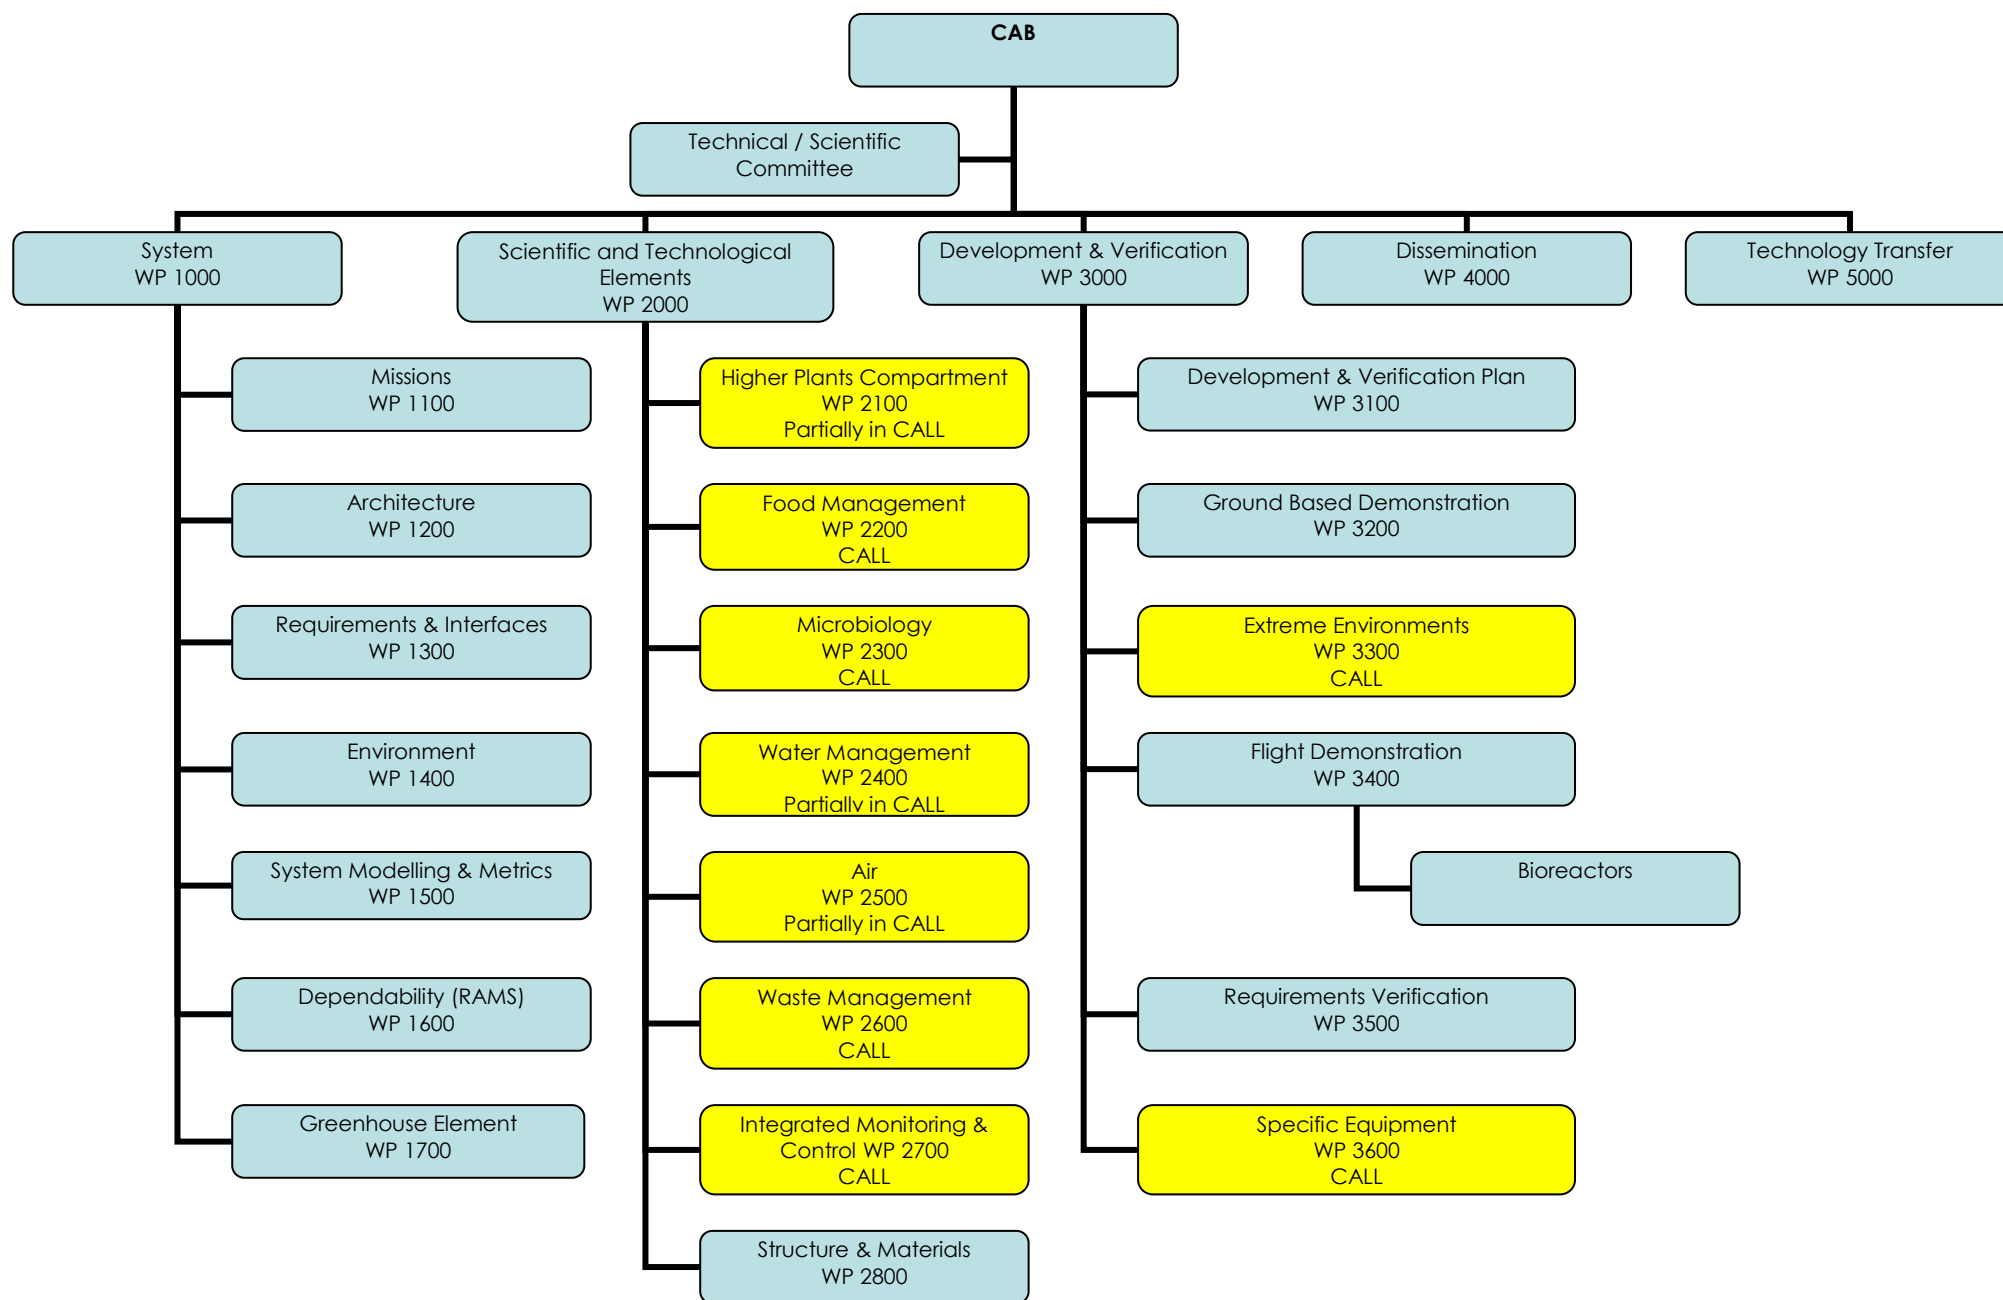 CAB
Technical / Scientific
Committee
System
WP 1000
Scientific and Technological
Elements
WP 2000
Development & Verification
WP 3000
Dissemination
WP 4000
Technology Transfer
WP 5000
Missions
WP 1100
Architecture
WP 1200
Requirements & Interfaces
WP 1300
Environment
WP 1400
System Modelling & Metrics
WP 1500
Dependability (RAMS)
WP 1600
Greenhouse Element
WP 1700
Higher Plants Compartment
WP 2100
Partially in CALL
Food Management
WP 2200
CALL
Microbiology
WP 2300
CALL
Water Management
WP 2400
Partially in CALL
Air
WP 2500
Partially in CALL
Waste Management
WP 2600
CALL
Integrated Monitoring &
Control WP 2700
CALL
Structure & Materials
WP 2800
Development & Verification Plan
WP 3100
Ground Based Demonstration
WP 3200
Extreme Environments
WP 3300
CALL
Flight Demonstration
WP 3400
Bioreactors
Requirements Verification
WP 3500
Specific Equipment
WP 3600
CALL